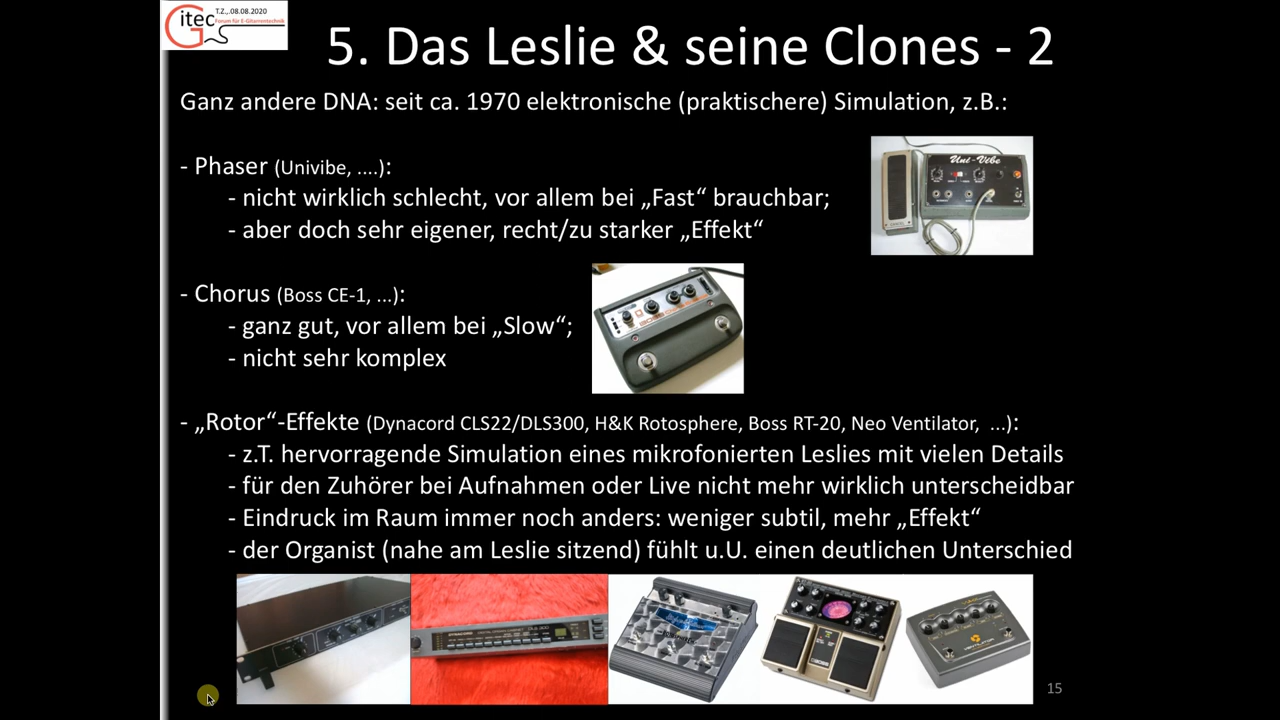 T.Z., 08.08.2020
Gitec
Forum für E-Gitarrentechnik
5. Das Leslie & seine Clones - 2
Ganz andere DNA: seit ca. 1970 elektronische (praktischere) Simulation, z.B.:
- Phaser (Univibe, ....):
- nicht wirklich schlecht, vor allem bei „Fast“ brauchbar;
- aber doch sehr eigener, recht/zu starker „Effekt“
Uni-Vibe
- Chorus (Boss CE-1, ...):
- ganz gut, vor allem bei „Slow“;
- nicht sehr komplex
- „Rotor“-Effekte (Dynacord CLS22/DLS300, H&K Rotosphere, Boss RT-20, Neo Ventilator, ...):
- z.T. hervorragende Simulation eines mikrofonierten Leslies mit vielen Details
- für den Zuhörer bei Aufnahmen oder Live nicht mehr wirklich unterscheidbar
- Eindruck im Raum immer noch anders: weniger subtil, mehr „Effekt“
- der Organist (nahe am Leslie sitzend) fühlt u.U. einen deutlichen Unterschied
DYNACORD
15